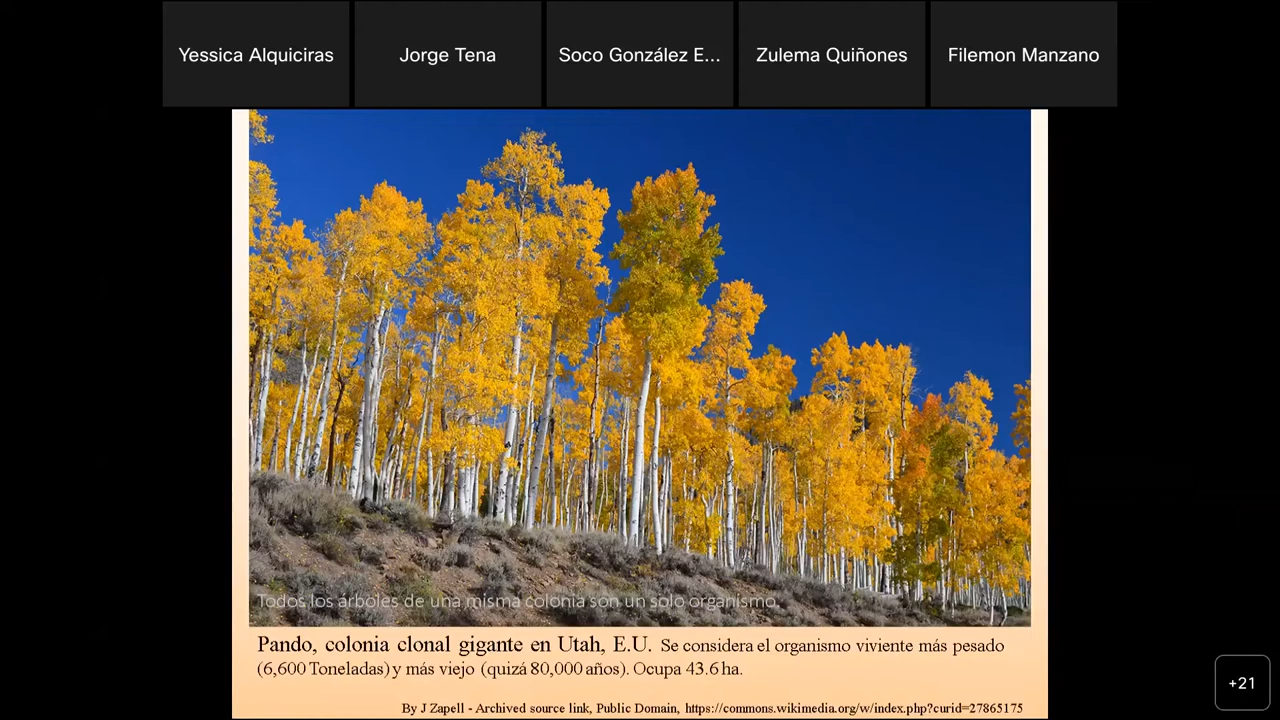 Yessica Alquiciras
Jorge Tena
Soco González E...
Zulema Quiñones
Filemon Manzano
Todos los árboles de una misma colonia son un solo organismo.
Pando, colonia clonal gigante en Utah, E.U. Se considera el organismo viviente más pesado
(6,600 Toneladas) y más viejo (quizá 80,000 años). Ocupa 43.6 ha.
By J Zapell - Archived source link, Public Domain, https://commons.wikimedia.org/w/index.php?curid=27865175
+21